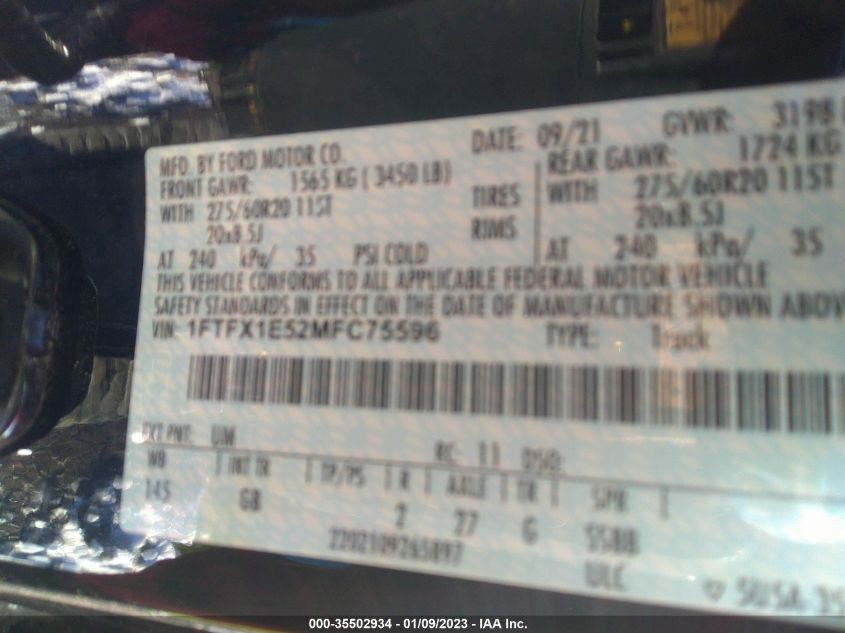 MFD. BY FORD MOTOR CO. DATE: 09/21 GVWR: 3198
FRONT GAWR: 1565 KG ( 3450 LB) REAR GAWR: 1724 KG
WITH 275/60R20 115T TIRES WITH 275/60R20 115T
20x8.5J RIMS 20x8.5J
AT 240 kPa/ 35 PSI COLD AT 240 kPa/ 35
THIS VEHICLE CONFORMS TO ALL APPLICABLE FEDERAL MOTOR VEHICLE
SAFETY STANDARDS IN EFFECT ON THE DATE OF MANUFACTURE SHOWN ABOV
VIN: 1FTFX1E52MFC75596 TYPE: Truck
EXT PNT: UM RC: 11 DSO:
WB INT TR TP/PS R AXLE TR SPR
145 GB 2 27 G 5SBB
2202109265897 ULC
000-35502934 - 01/09/2023 - IAA Inc.